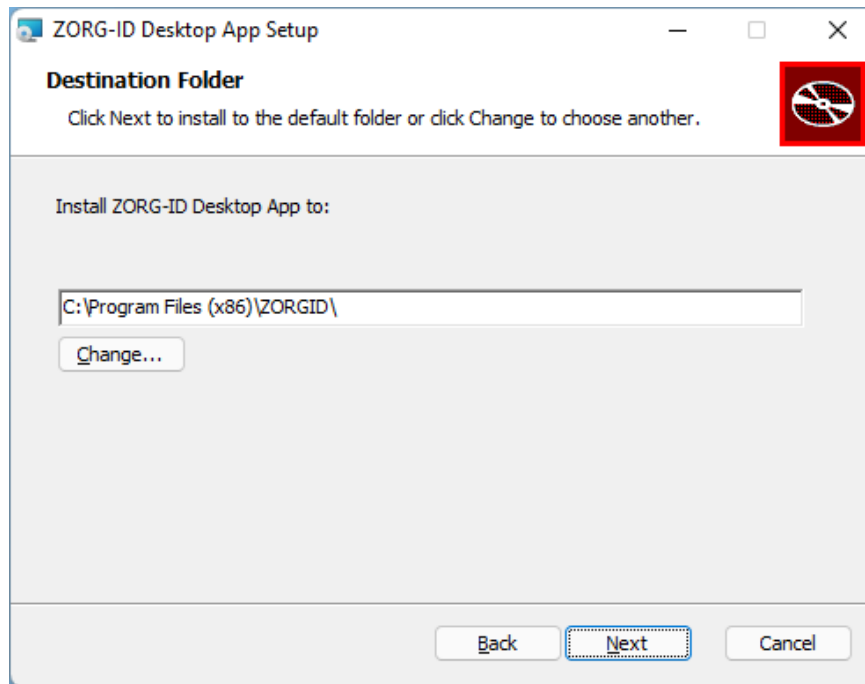 ZORG-ID Desktop App Setup
Destination Folder
Click Next to install to the default folder or click Change to choose another.
Install ZORG-ID Desktop App to:
C:\Program Files (x86)\ZORGID\
Change...
Back Next Cancel